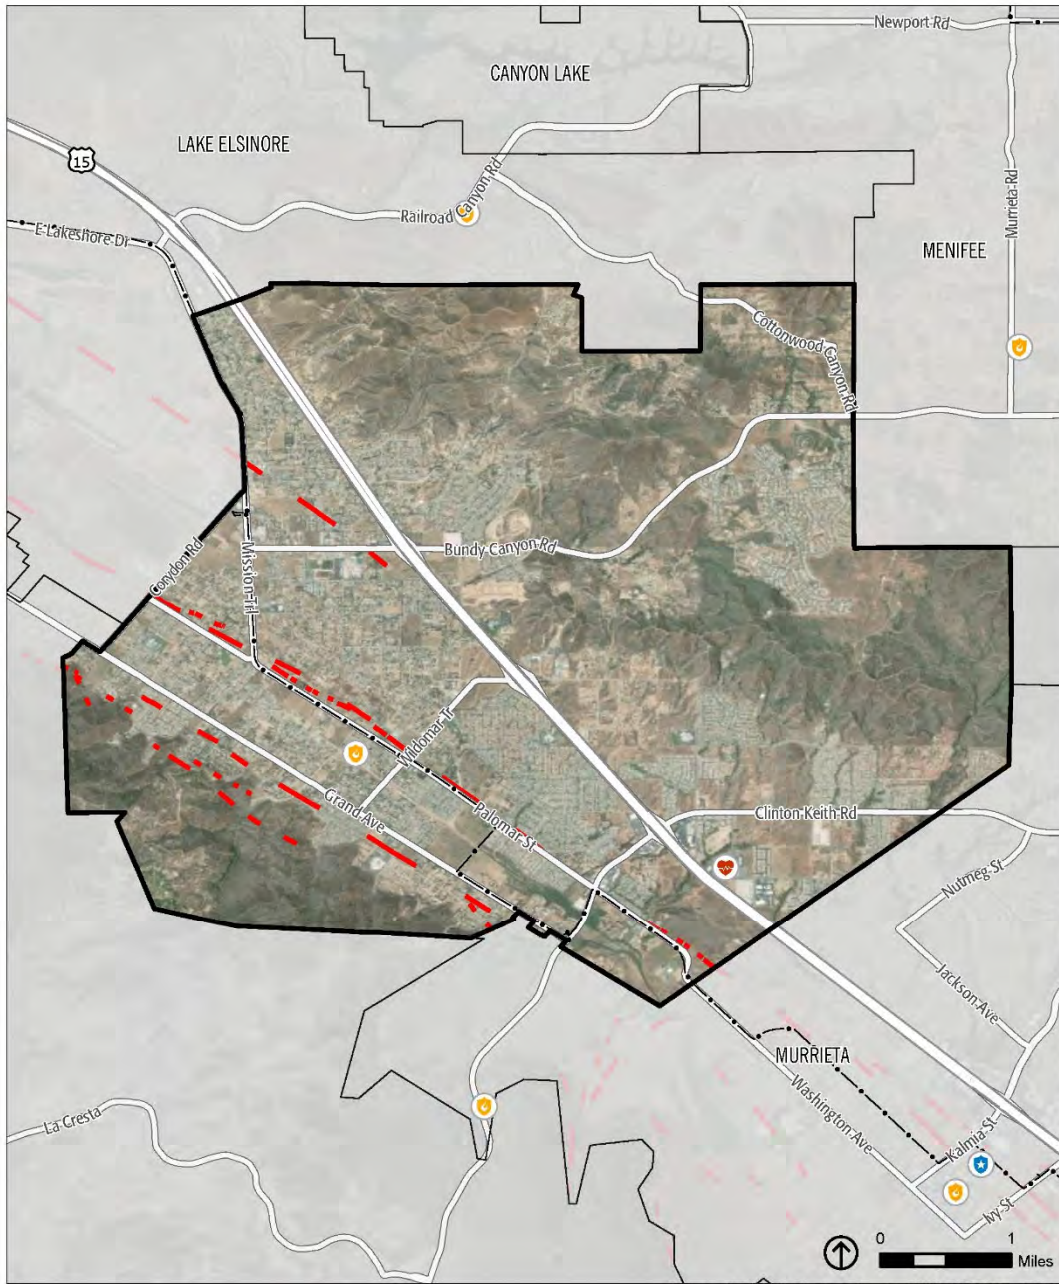 Newport Rd
CANYON LAKE
LAKE ELSINORE
15
Railroad Canyon Rd
Murrieta Rd
E Lakeshore Dr
MENIFEE
Cottonwood Canyon Rd
Corydon Rd
Mission Trl
Bundy Canyon Rd
Wildomar Tr
Grand Ave
Palomar St
Clinton Keith Rd
Nutmeg St
Jackson Ave
MURRIETA
Washington Ave
La Cresta
Kalmia St
Ivy St
0 1
Miles